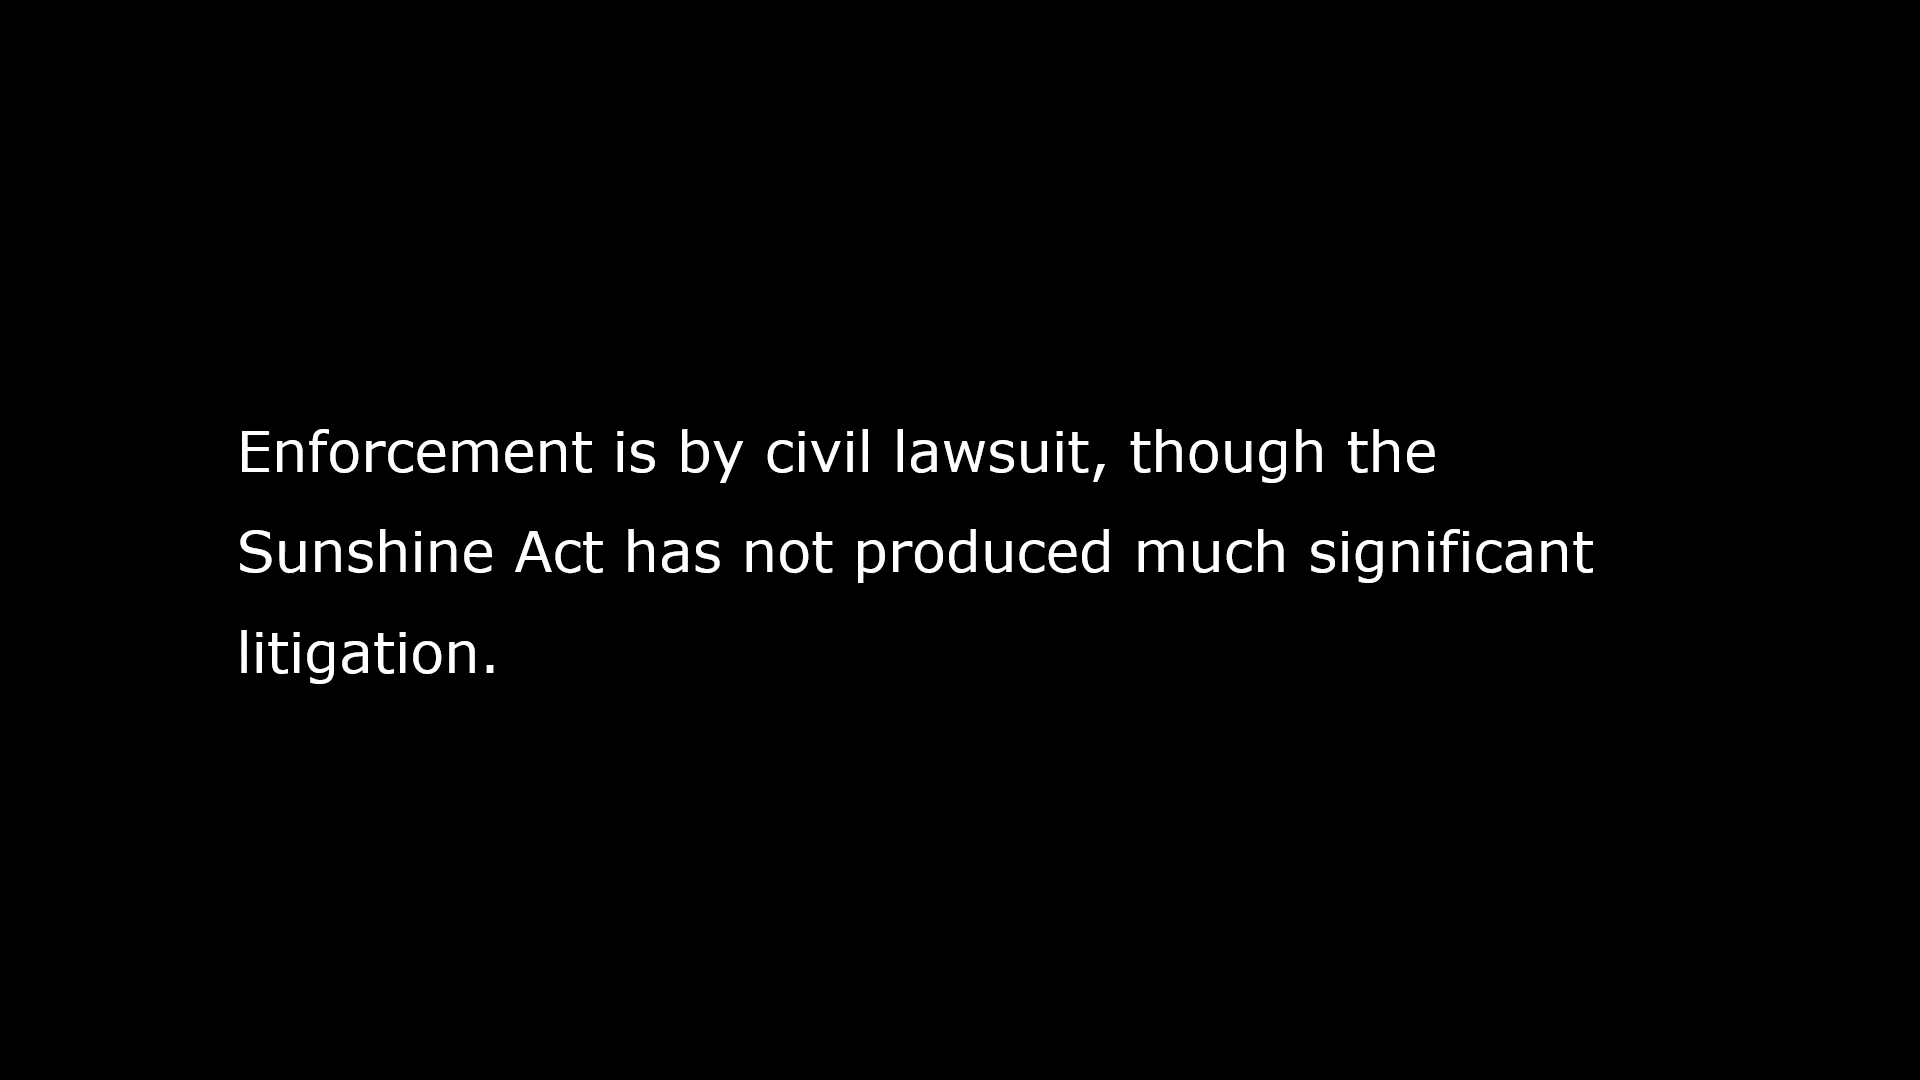 Enforcement is by civil lawsuit, though the
Sunshine Act has not produced much significant
litigation.